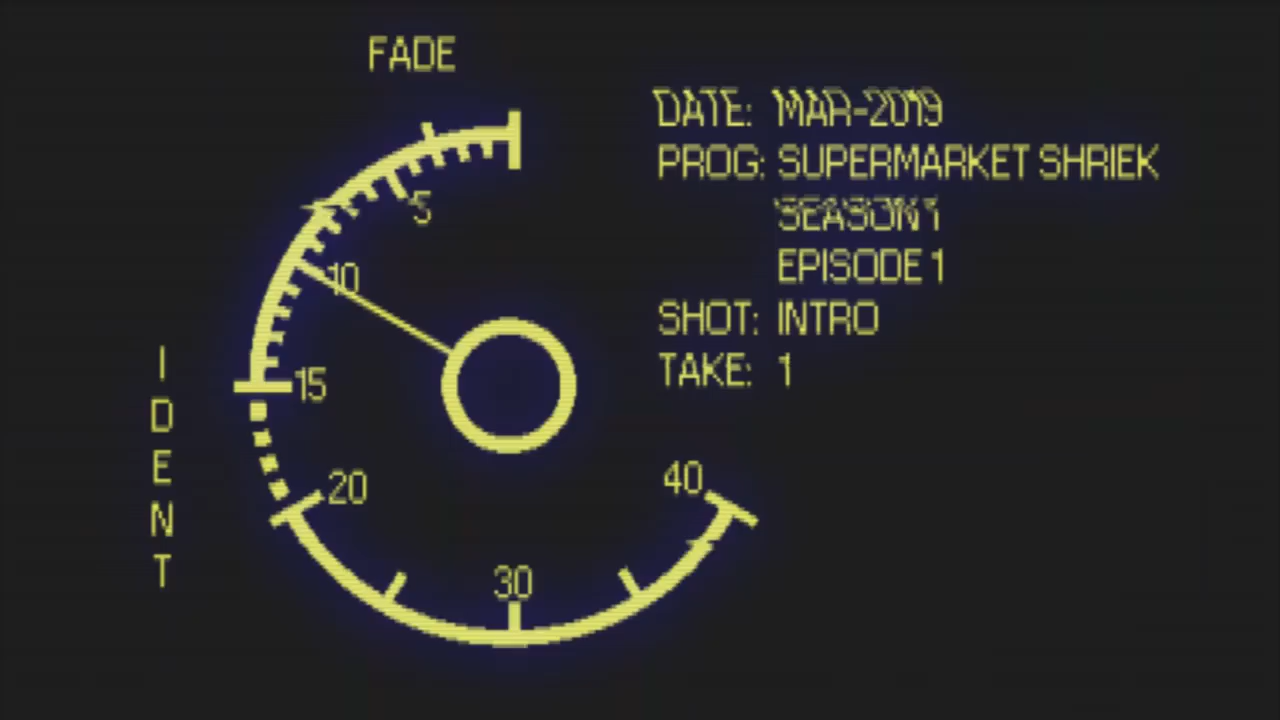 FADE
DATE: MAR-2019
PROG: SUPERMARKET SHRIEK
SEASON 1
EPISODE 1
SHOT: INTRO
TAKE: 1
5
10
15
20
30
40
IDENT